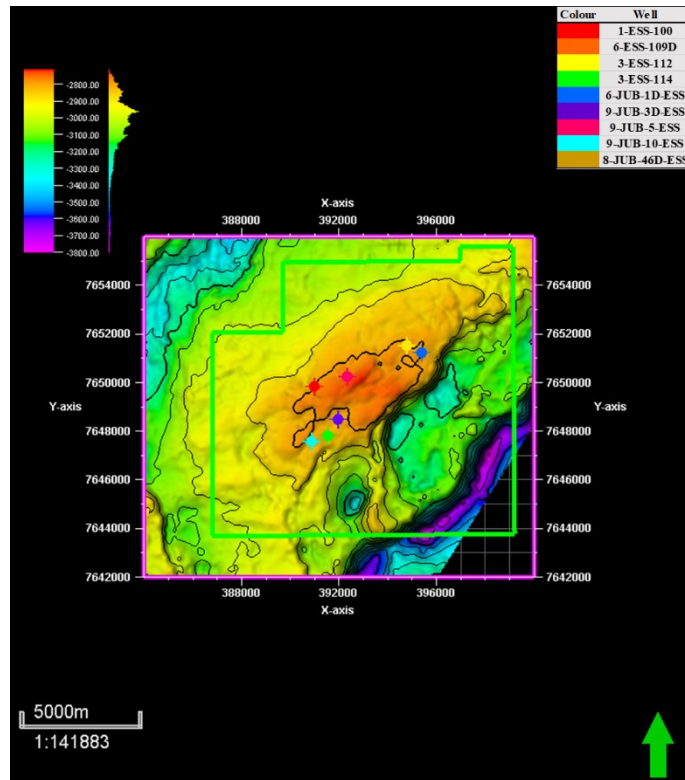 Colour Well
1-ESS-100
6-ESS-109D
3-ESS-112
3-ESS-114
6-JUB-1D-ESS
9-JUB-3D-ESS
9-JUB-5-ESS
9-JUB-10-ESS
8-JUB-46D-ESS
-2800.00
-2900.00
-3000.00
-3100.00
-3200.00
-3300.00
-3400.00
-3500.00
-3600.00
-3700.00
-3800.00
X-axis
388000 392000 396000
7654000 7654000
7652000 7652000
7650000 7650000
Y-axis Y-axis
7648000 7648000
7646000 7646000
7644000 7644000
7642000 7642000
388000 392000 396000
X-axis
5000m
1:141883